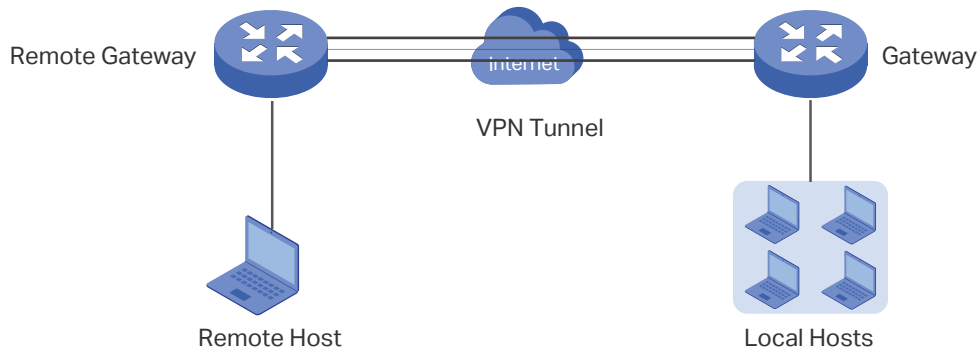 Remote Gateway
internet
Gateway
VPN Tunnel
Remote Host
Local Hosts